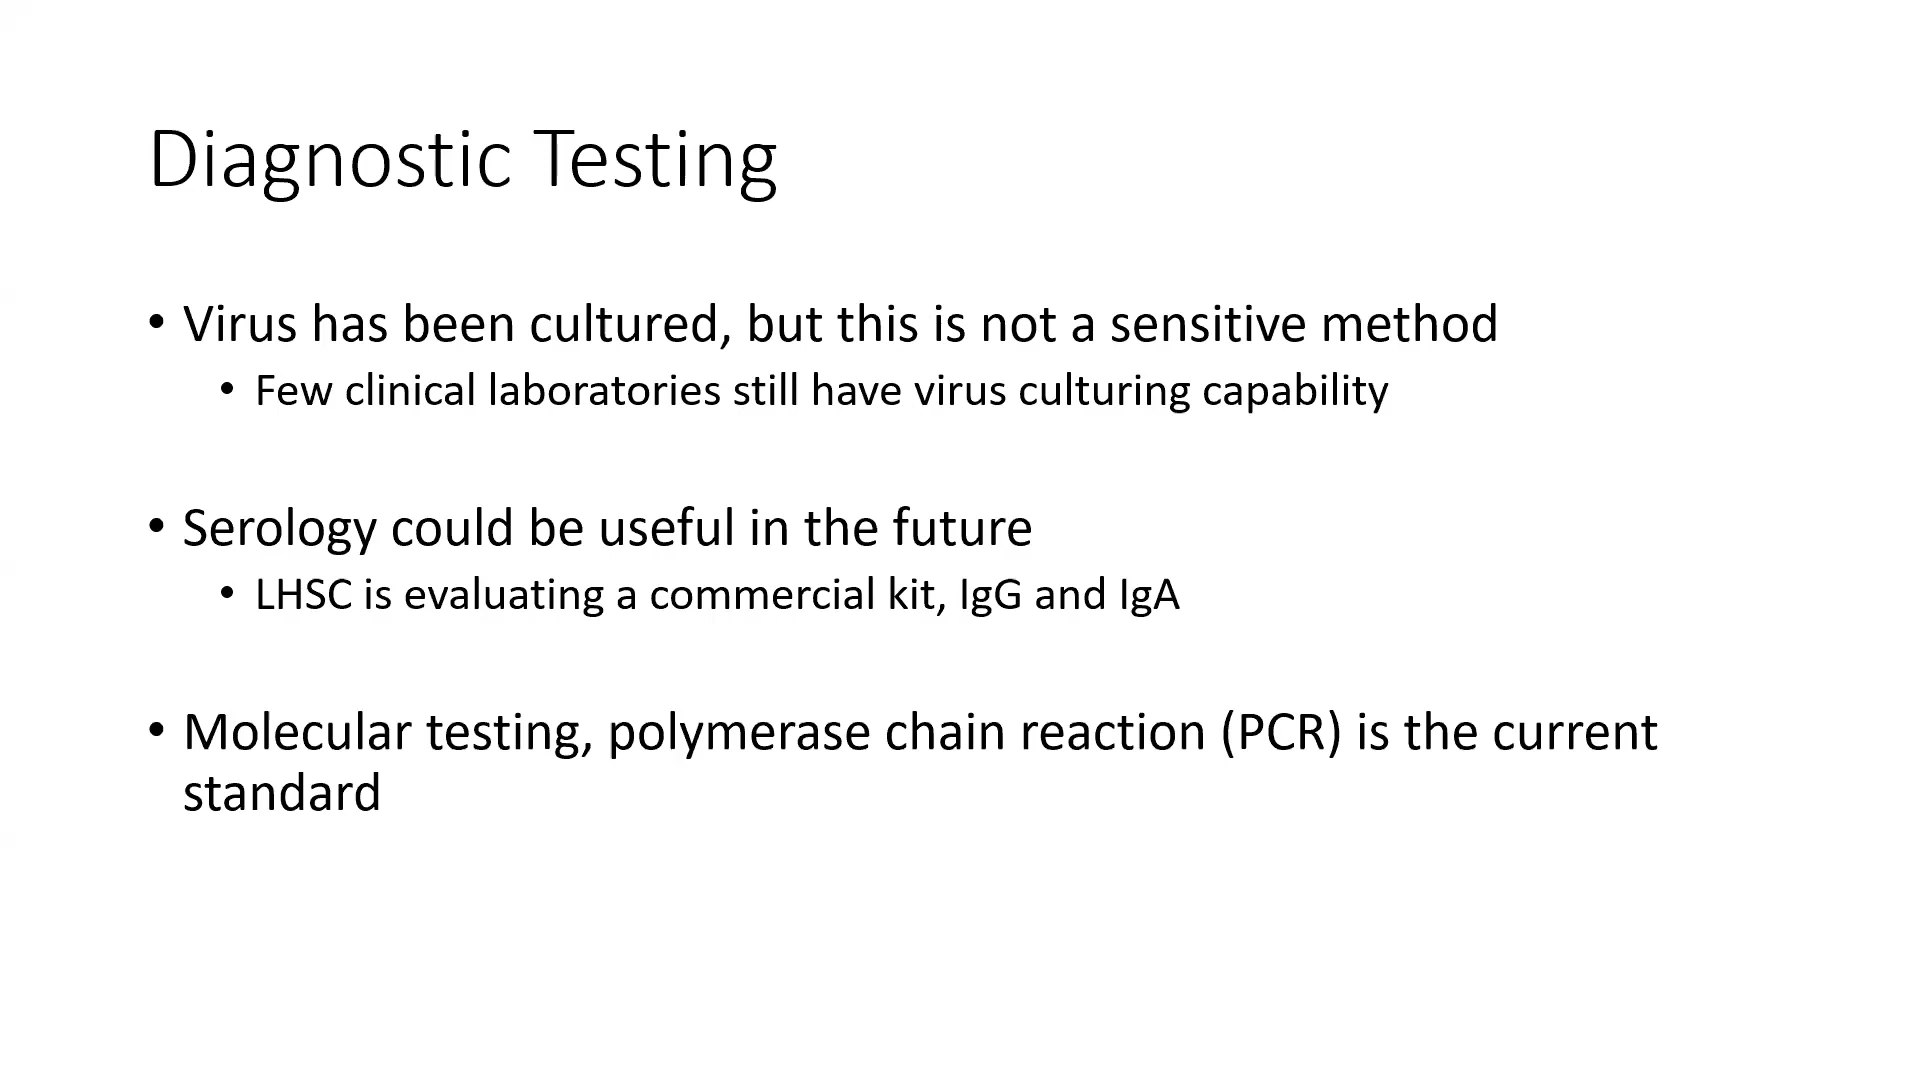 Diagnostic Testing
• Virus has been cultured, but this is not a sensitive method
• Few clinical laboratories still have virus culturing capability
• Serology could be useful in the future
• LHSC is evaluating a commercial kit, IgG and IgA
• Molecular testing, polymerase chain reaction (PCR) is the current
standard